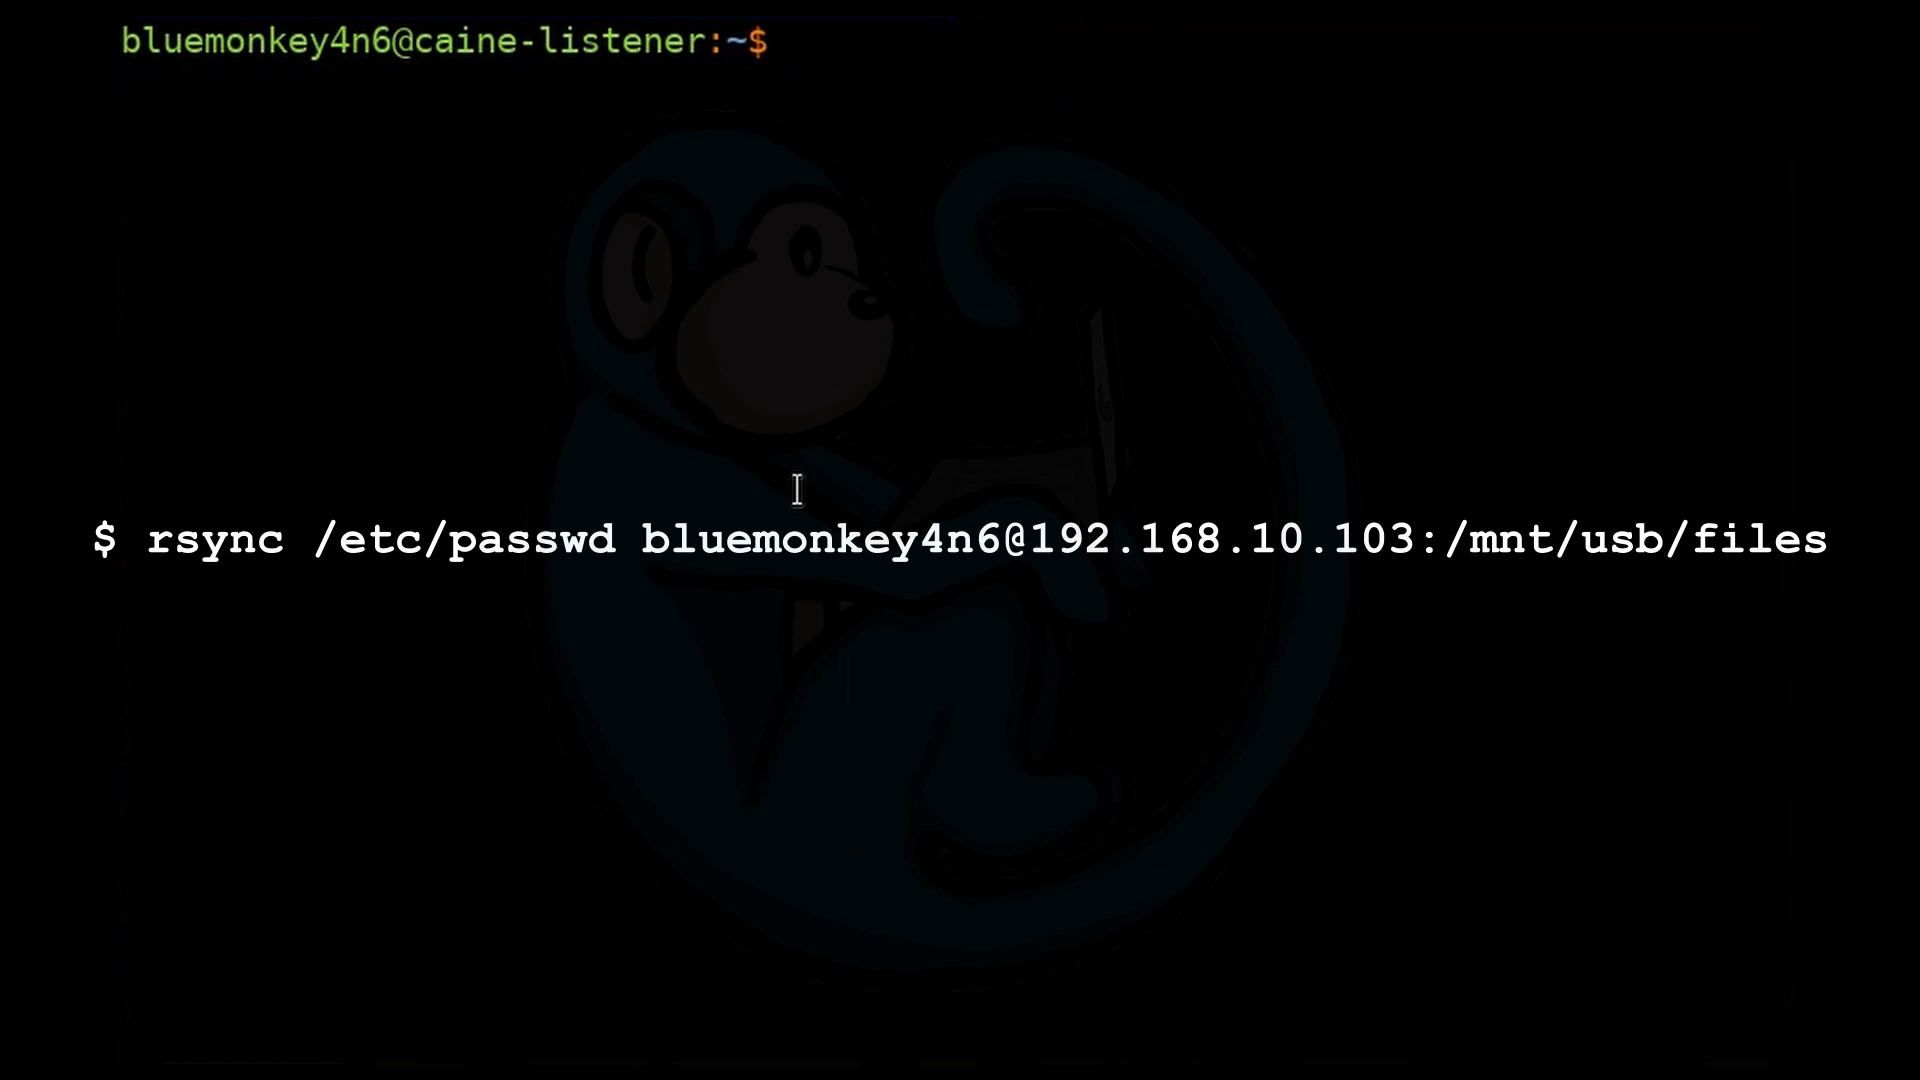 bluemonkey4n6@caine-listener:~$
$ rsync /etc/passwd bluemonkey4n6@192.168.10.103:/mnt/usb/files